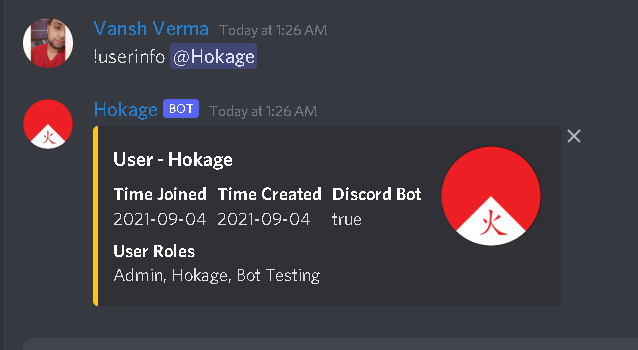 Vansh Verma Today at 1:26 AM
!userinfo @Hokage
Hokage BOT Today at 1:26 AM
User - Hokage
Time Joined Time Created Discord Bot
2021-09-04 2021-09-04 true
User Roles
Admin, Hokage, Bot Testing
火